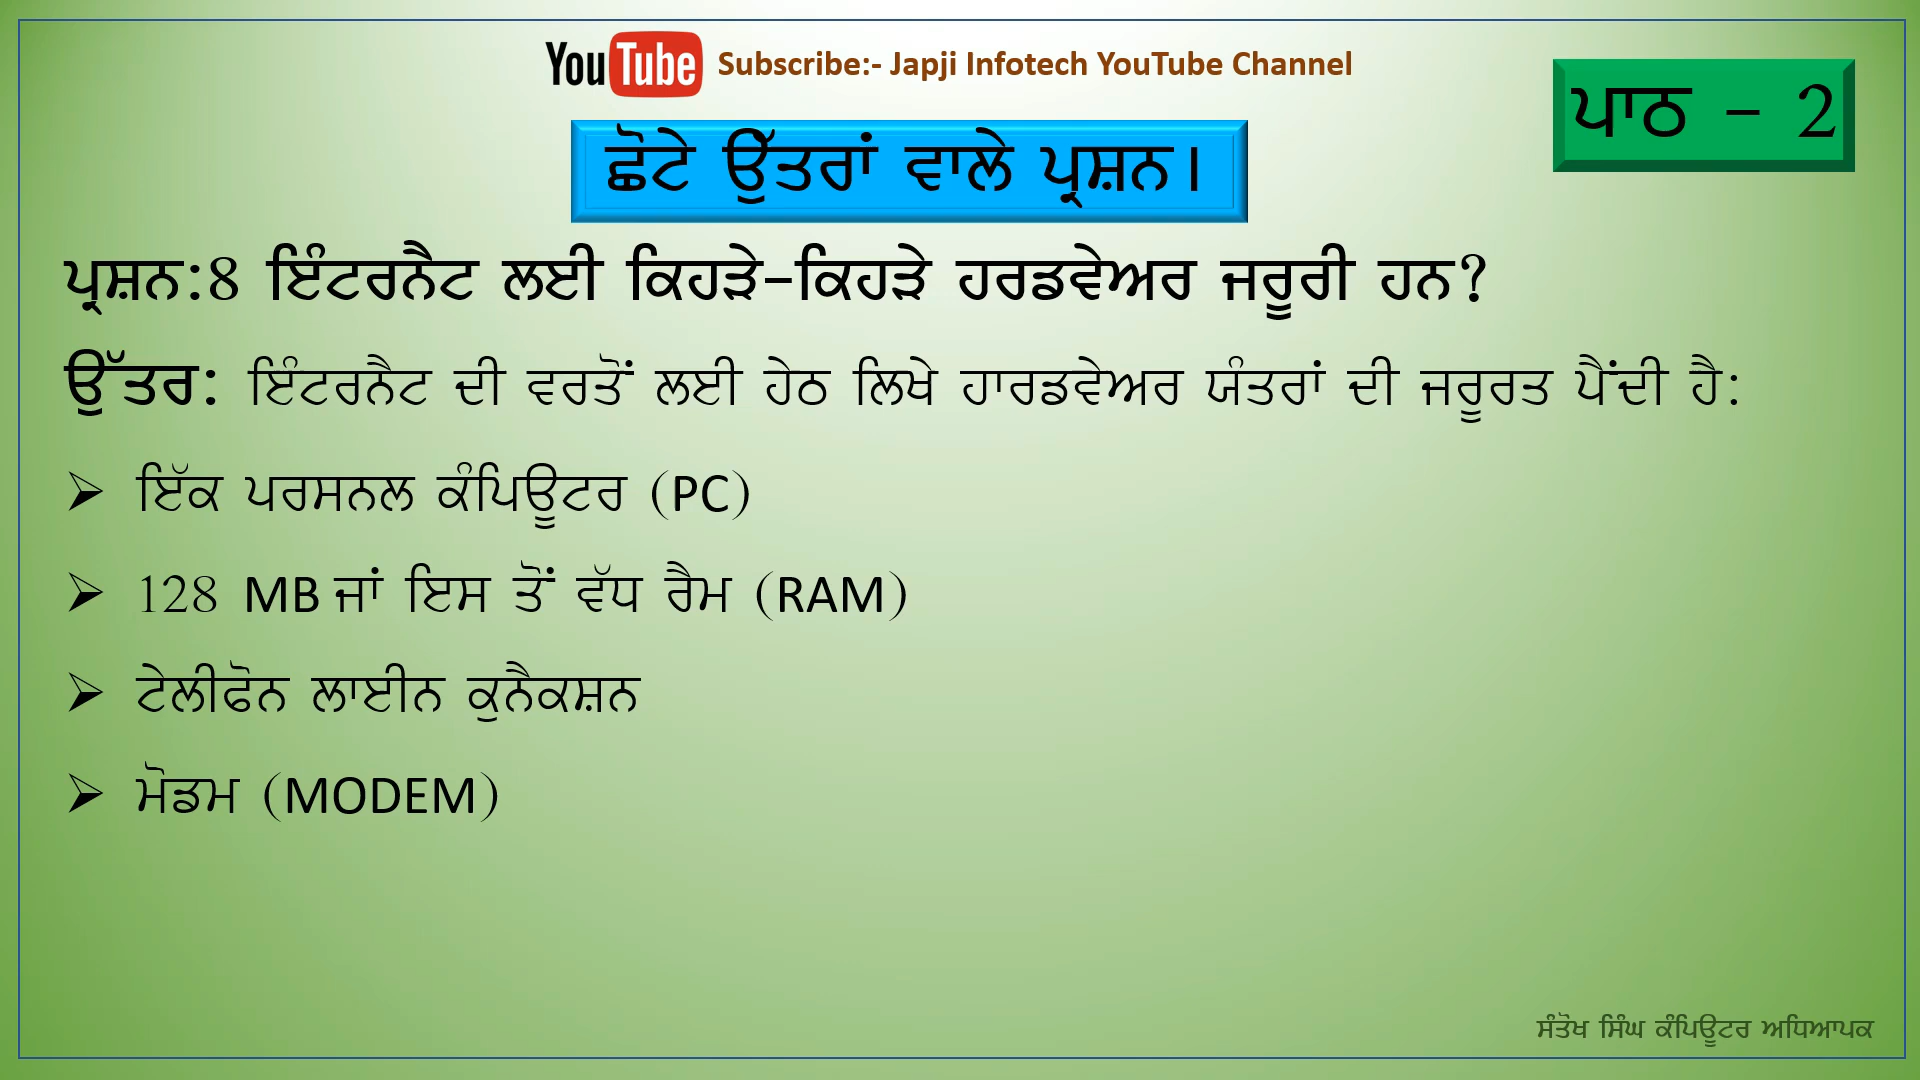 YouTube Subscribe:- Japji Infotech YouTube Channel
ਪਾਠ - 2
ਛੋਟੇ ਉੱਤਰਾਂ ਵਾਲੇ ਪ੍ਰਸ਼ਨ।
ਪ੍ਰਸ਼ਨ:8 ਇੰਟਰਨੈਟ ਲਈ ਕਿਹੜੇ-ਕਿਹੜੇ ਹਰਡਵੇਅਰ ਜਰੂਰੀ ਹਨ?
ਉੱਤਰ: ਇੰਟਰਨੈਟ ਦੀ ਵਰਤੋਂ ਲਈ ਹੇਠ ਲਿਖੇ ਹਾਰਡਵੇਅਰ ਯੰਤਰਾਂ ਦੀ ਜਰੂਰਤ ਪੈਂਦੀ ਹੈ:
➢ ਇੱਕ ਪਰਸਨਲ ਕੰਪਿਊਟਰ (PC)
➢ 128 MB ਜਾਂ ਇਸ ਤੋਂ ਵੱਧ ਰੈਮ (RAM)
➢ ਟੇਲੀਫੋਨ ਲਾਈਨ ਕੁਨੈਕਸ਼ਨ
➢ ਮੋਡਮ (MODEM)
ਸੰਤੋਖ ਸਿੰਘ ਕੰਪਿਊਟਰ ਅਧਿਆਪਕ